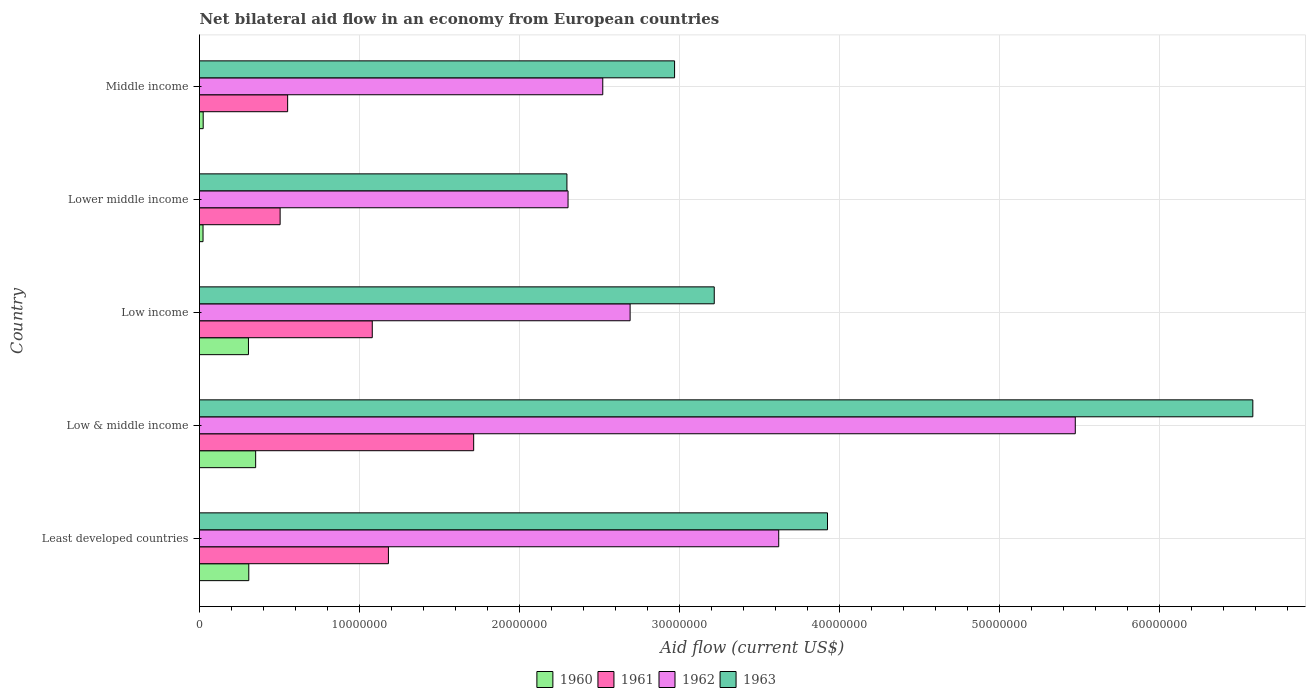 Net bilateral aid flow in an economy from European countries
Country
Middle income
Lower middle income
Low income
Low & middle income
Least developed countries
0
10000000
20000000
30000000
40000000
50000000
60000000
Aid flow (current US$)
1960
1961
1962
1963